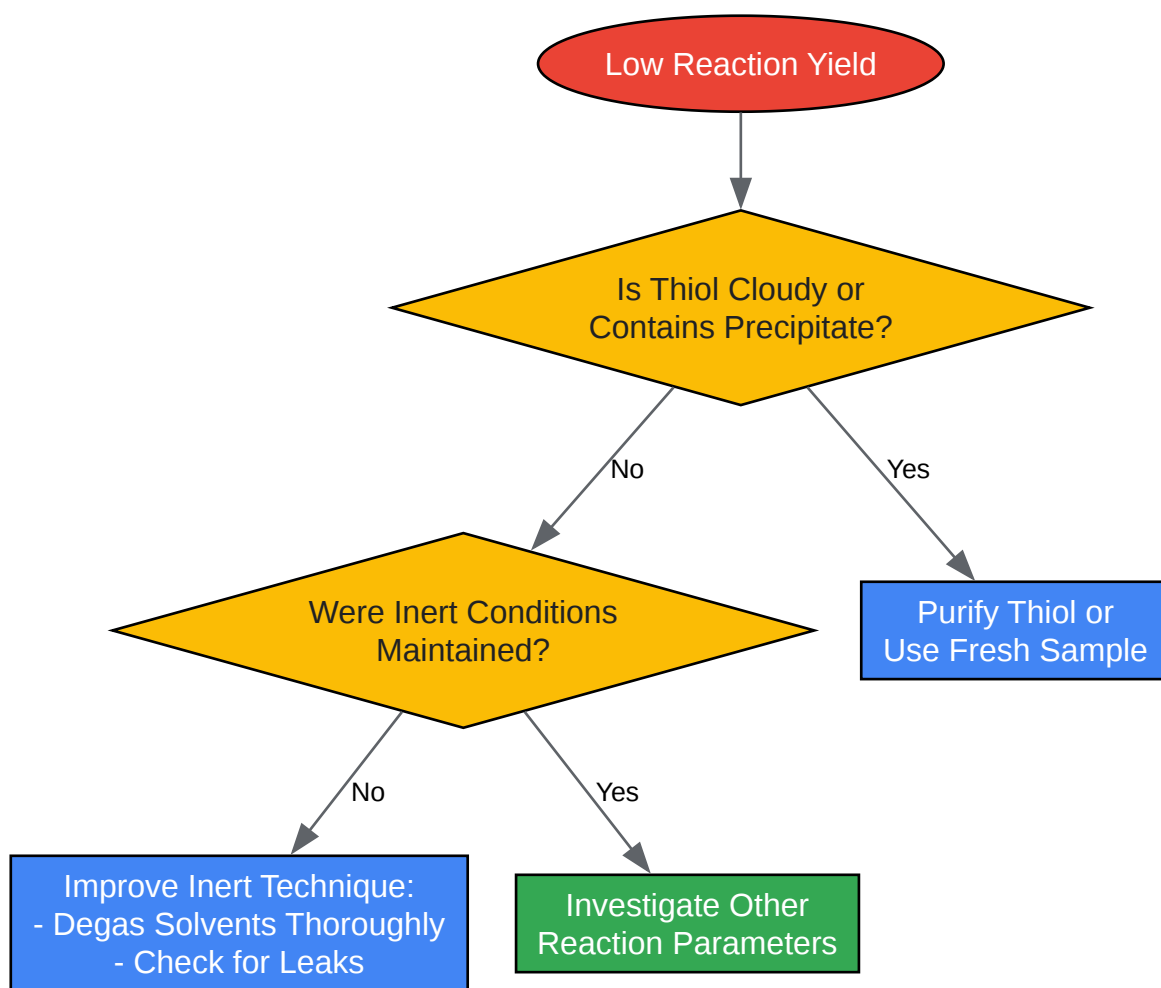 Low Reaction Yield
Is Thiol Cloudy or
Contains Precipitate?
No
Yes
Were Inert Conditions
Maintained?
Purify Thiol or
Use Fresh Sample
No
Yes
Improve Inert Technique:
- Degas Solvents Thoroughly
- Check for Leaks
Investigate Other
Reaction Parameters